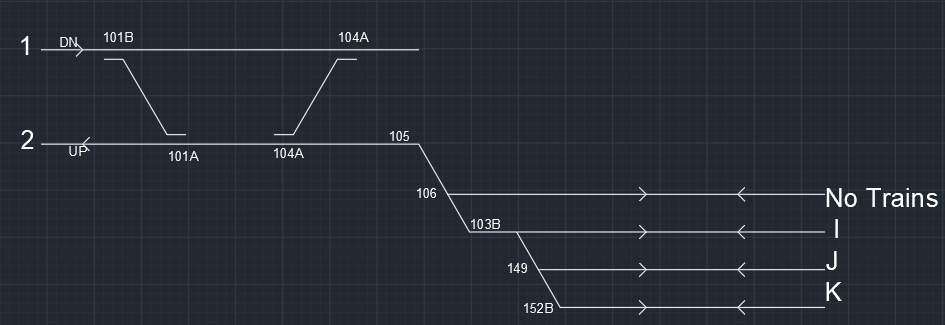 1
DN
101B
104A
2
UP
101A
104A
105
106
No Trains
103B
I
149
J
152B
K